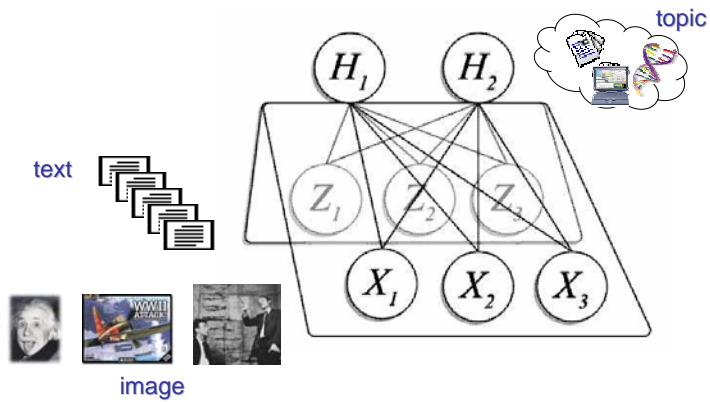 topic
H1 H2
text
Z1 Z2 Z3
WWII
ATTACK!
X1 X2 X3
image